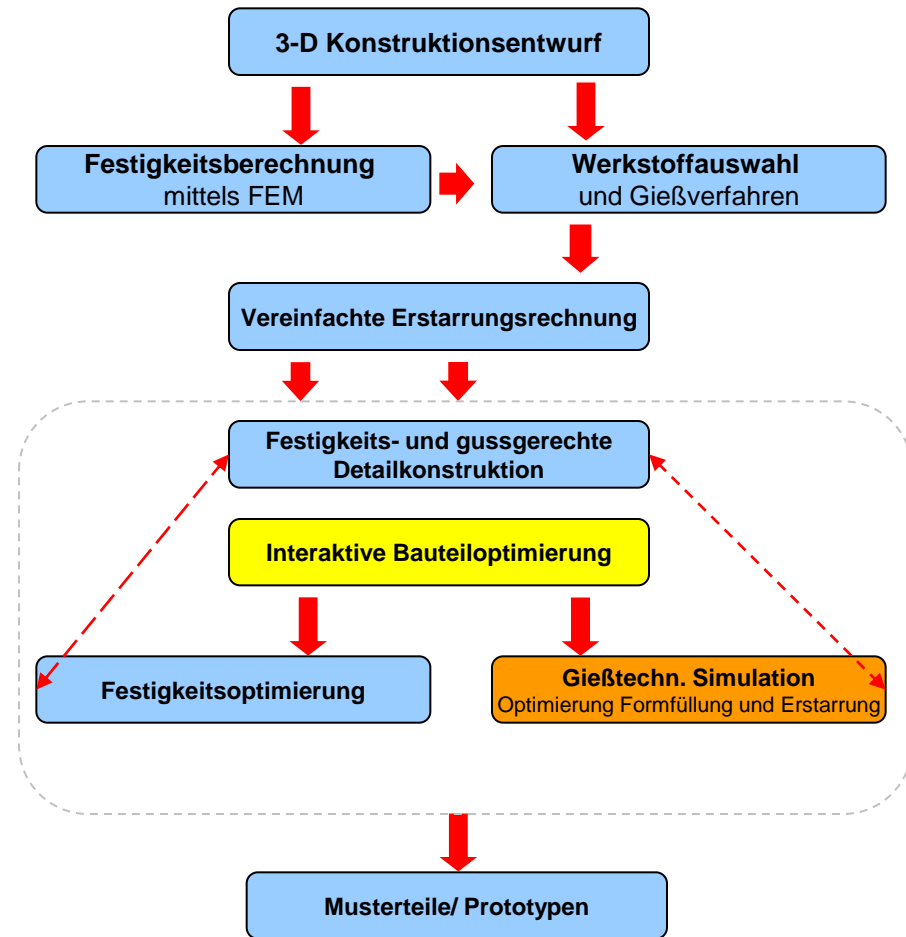 3-D Konstruktionsentwurf
Festigkeitsberechnung
mittels FEM
Werkstoffauswahl
und Gießverfahren
Vereinfachte Erstarrungsrechnung
Festigkeits- und gussgerechte
Detailkonstruktion
Interaktive Bauteiloptimierung
Festigkeitsoptimierung
Gießtechn. Simulation
Optimierung Formfüllung und Erstarrung
Musterteile/ Prototypen